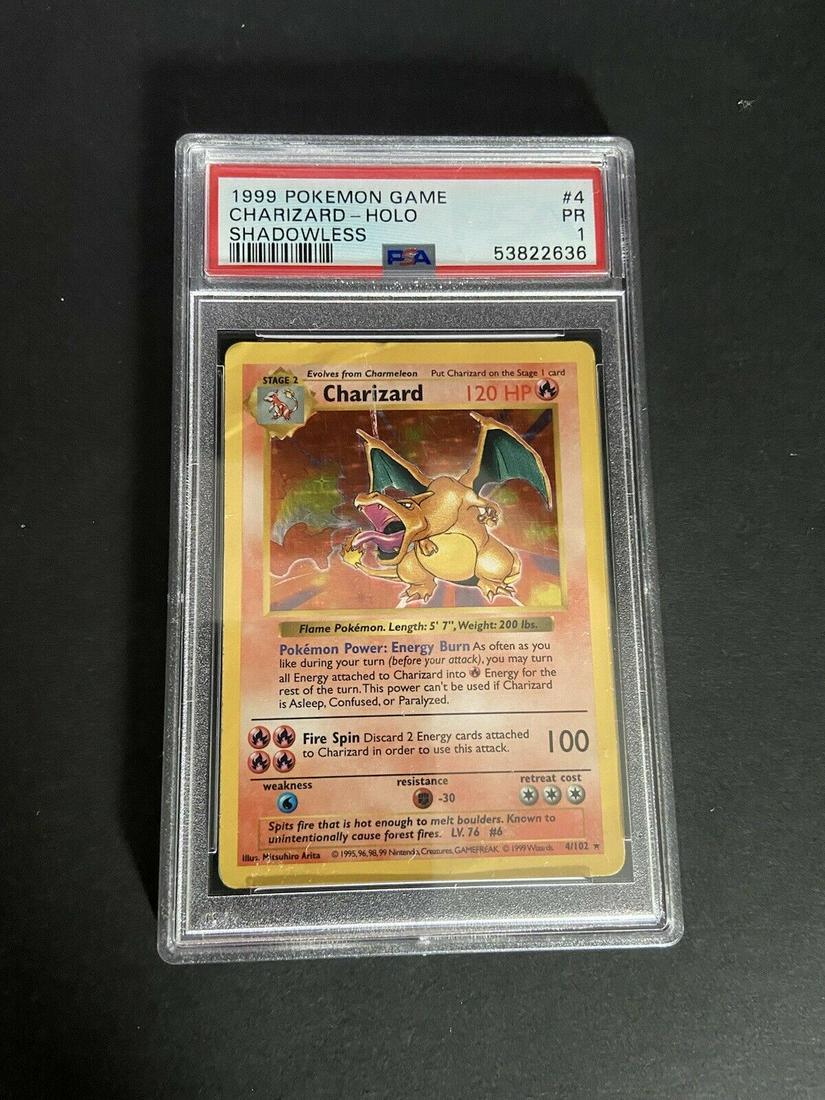 1999 POKEMON GAME #4
CHARIZARD - HOLO PR
SHADOWLESS 1
PSA 53822636
Evolves from Charmeleon Put Charizard on the Stage 1 card
STAGE 2
Charizard 120 HP
Flame Pokémon. Length: 5' 7", Weight: 200 lbs.
Pokémon Power: Energy Burn As often as you
like during your turn (before your attack), you may turn
all Energy attached to Charizard into Energy for the
rest of the turn. This power can't be used if Charizard
is Asleep, Confused, or Paralyzed.
Fire Spin Discard 2 Energy cards attached
to Charizard in order to use this attack.
100
weakness resistance retreat cost
-30
Spits fire that is hot enough to melt boulders. Known to
unintentionally cause forest fires. LV. 76 #6
Illus. Mitsuhiro Arita © 1995, 96, 98, 99 Nintendo, Creatures, GAMEFREAK. © 1999 Wizards. 4/102 ★